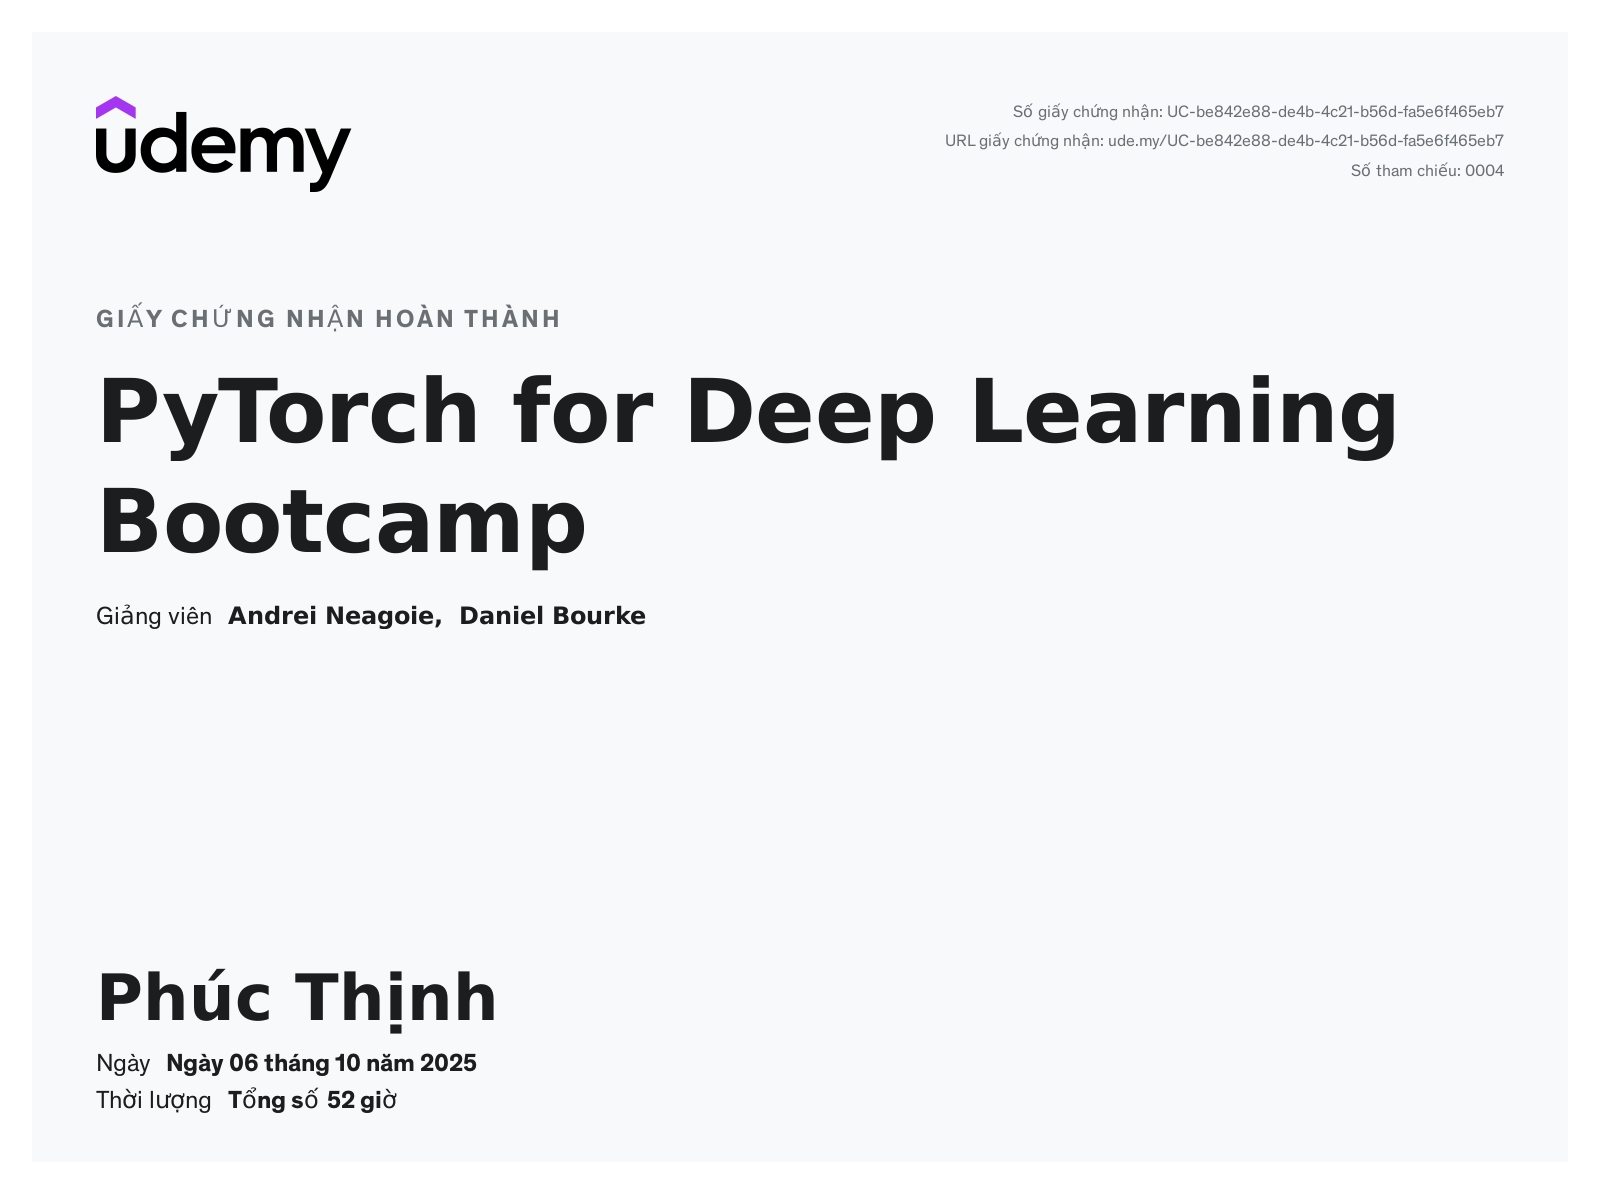 udemy
Số giấy chứng nhận: UC-be842e88-de4b-4c21-b56d-fa5e6f465eb7
URL giấy chứng nhận: ude.my/UC-be842e88-de4b-4c21-b56d-fa5e6f465eb7
Số tham chiếu: 0004
GIẤY CHỨNG NHẬN HOÀN THÀNH
PyTorch for Deep Learning
Bootcamp
Giảng viên Andrei Neagoie, Daniel Bourke
Phúc Thịnh
Ngày Ngày 06 tháng 10 năm 2025
Thời lượng Tổng số 52 giờ